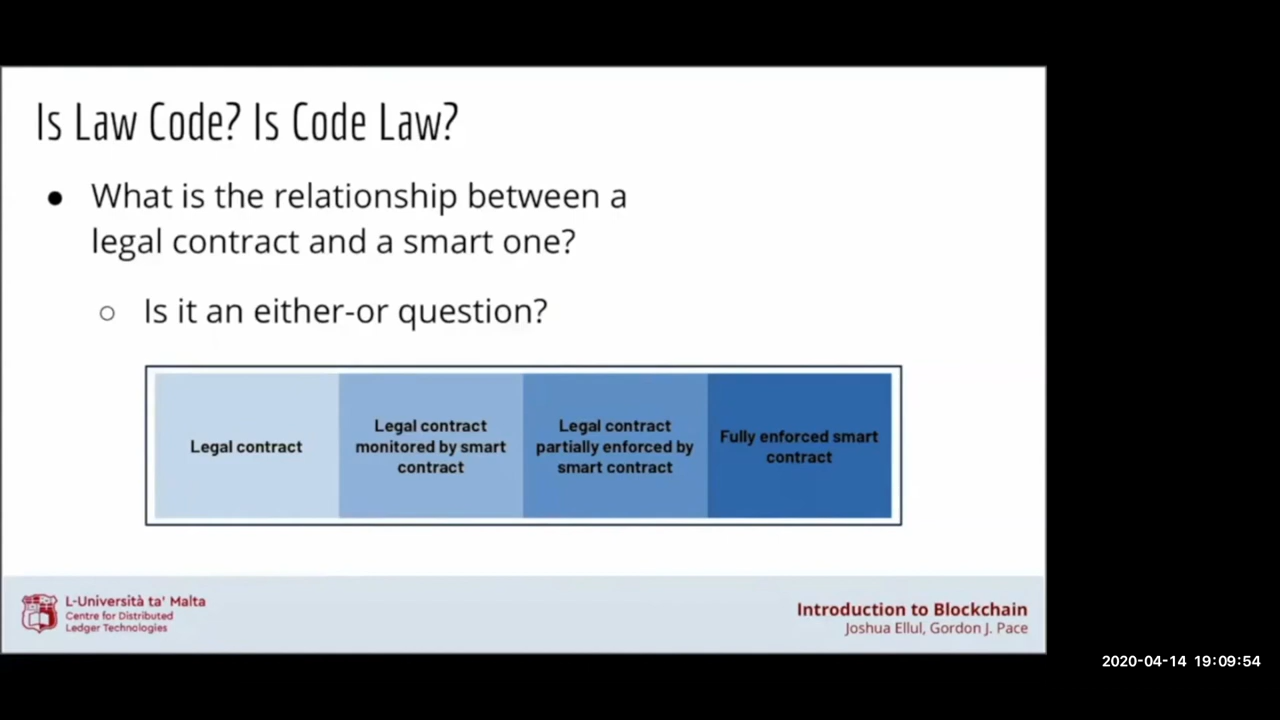 Is Law Code? Is Code Law?
● What is the relationship between a
legal contract and a smart one?
○ Is it an either-or question?
Legal contract
Legal contract
monitored by smart
contract
Legal contract
partially enforced by
smart contract
Fully enforced smart
contract
L-Università ta' Malta
Centre for Distributed
Ledger Technologies
Introduction to Blockchain
Joshua Ellul, Gordon J. Pace
2020-04-14 19:09:54